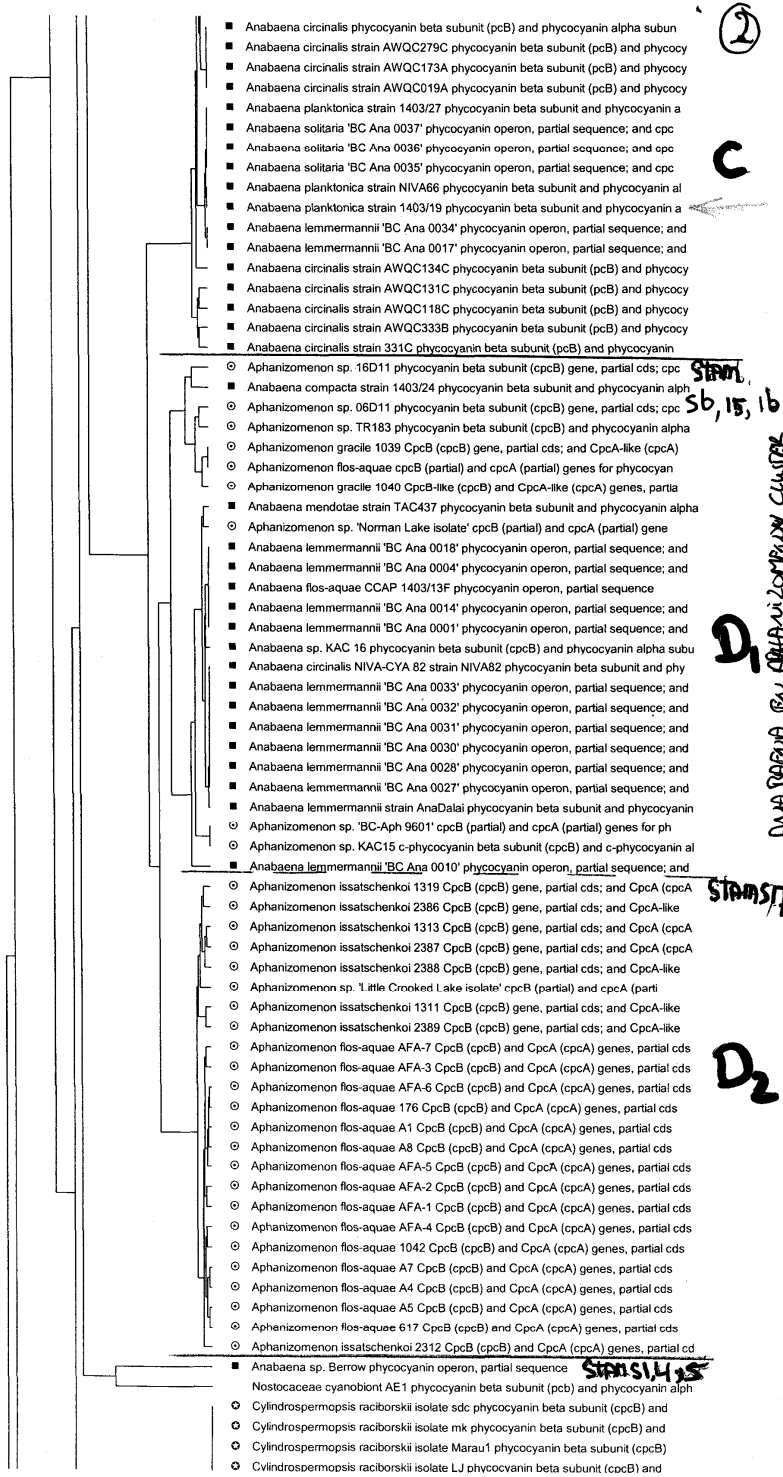 2
Anabaena circinalis phycocyanin beta subunit (pcB) and phycocyanin alpha subun
Anabaena circinalis strain AWQC279C phycocyanin beta subunit (pcB) and phycocy
Anabaena circinalis strain AWQC173A phycocyanin beta subunit (pcB) and phycocy
Anabaena circinalis strain AWQC019A phycocyanin beta subunit (pcB) and phycocy
Anabaena planktonica strain 1403/27 phycocyanin beta subunit and phycocyanin a
Anabaena solitaria 'BC Ana 0037' phycocyanin operon, partial sequence; and cpc
Anabaena solitaria 'BC Ana 0036' phycocyanin operon, partial sequence; and cpc
Anabaena solitaria 'BC Ana 0035' phycocyanin operon, partial sequence; and cpc
C
Anabaena planktonica strain NIVA66 phycocyanin beta subunit and phycocyanin al
Anabaena planktonica strain 1403/19 phycocyanin beta subunit and phycocyanin a
Anabaena lemmermannii 'BC Ana 0034' phycocyanin operon, partial sequence; and
Anabaena lemmermannii 'BC Ana 0017' phycocyanin operon, partial sequence; and
Anabaena circinalis strain AWQC134C phycocyanin beta subunit (pcB) and phycocy
Anabaena circinalis strain AWQC131C phycocyanin beta subunit (pcB) and phycocy
Anabaena circinalis strain AWQC118C phycocyanin beta subunit (pcB) and phycocy
Anabaena circinalis strain AWQC333B phycocyanin beta subunit (pcB) and phycocy
Anabaena circinalis strain 331C phycocyanin beta subunit (pcB) and phycocyanin
Aphanizomenon sp. 16D11 phycocyanin beta subunit (cpcB) gene, partial cds; cpc
Stam
Anabaena compacta strain 1403/24 phycocyanin beta subunit and phycocyanin alph
Aphanizomenon sp. 06D11 phycocyanin beta subunit (cpcB) gene, partial cds; cpc
Aphanizomenon sp. TR183 phycocyanin beta subunit (cpcB) and phycocyanin alpha
Aphanizomenon gracile 1039 CpcB (cpcB) gene, partial cds; and CpcA-like (cpcA)
Aphanizomenon flos-aquae cpcB (partial) and cpcA (partial) genes for phycocyan
Aphanizomenon gracile 1040 CpcB-like (cpcB) and CpcA-like (cpcA) genes, partia
Anabaena mendotae strain TAC437 phycocyanin beta subunit and phycocyanin alpha
Aphanizomenon sp. 'Norman Lake isolate' cpcB (partial) and cpcA (partial) gene
Anabaena lemmermannii 'BC Ana 0018' phycocyanin operon, partial sequence; and
Anabaena lemmermannii 'BC Ana 0004' phycocyanin operon, partial sequence; and
Anabaena flos-aquae CCAP 1403/13F phycocyanin operon, partial sequence
Anabaena lemmermannii 'BC Ana 0014' phycocyanin operon, partial sequence; and
Anabaena lemmermannii 'BC Ana 0001' phycocyanin operon, partial sequence; and
Anabaena sp. KAC 16 phycocyanin beta subunit (cpcB) and phycocyanin alpha subu
D1
Anabaena circinalis NIVA-CYA 82 strain NIVA82 phycocyanin beta subunit and phy
Anabaena lemmermannii 'BC Ana 0033' phycocyanin operon, partial sequence; and
Anabaena lemmermannii 'BC Ana 0032' phycocyanin operon, partial sequence; and
Anabaena lemmermannii 'BC Ana 0031' phycocyanin operon, partial sequence; and
Anabaena lemmermannii 'BC Ana 0030' phycocyanin operon, partial sequence; and
Anabaena lemmermannii 'BC Ana 0028' phycocyanin operon, partial sequence; and
Anabaena lemmermannii 'BC Ana 0027' phycocyanin operon, partial sequence; and
Anabaena lemmermannii strain AnaDalai phycocyanin beta subunit and phycocyanin
Aphanizomenon sp. 'BC-Aph 9601' cpcB (partial) and cpcA (partial) genes for ph
Aphanizomenon sp. KAC15 c-phycocyanin beta subunit (cpcB) and c-phycocyanin al
Anabaena lemmermannii 'BC Ana 0010' phycocyanin operon, partial sequence; and
Aphanizomenon issatschenkoi 1319 CpcB (cpcB) gene, partial cds; and CpcA (cpcA
Aphanizomenon issatschenkoi 2386 CpcB (cpcB) gene, partial cds; and CpcA-like
Aphanizomenon issatschenkoi 1313 CpcB (cpcB) gene, partial cds; and CpcA (cpcA
Aphanizomenon issatschenkoi 2387 CpcB (cpcB) gene, partial cds; and CpcA (cpcA
Aphanizomenon issatschenkoi 2388 CpcB (cpcB) gene, partial cds; and CpcA-like
Aphanizomenon sp. 'Little Crooked Lake isolate' cpcB (partial) and cpcA (parti
Aphanizomenon issatschenkoi 1311 CpcB (cpcB) gene, partial cds; and CpcA-like
Aphanizomenon issatschenkoi 2389 CpcB (cpcB) gene, partial cds; and CpcA-like
Aphanizomenon flos-aquae AFA-7 CpcB (cpcB) and CpcA (cpcA) genes, partial cds
D2
Aphanizomenon flos-aquae AFA-3 CpcB (cpcB) and CpcA (cpcA) genes, partial cds
Aphanizomenon flos-aquae AFA-6 CpcB (cpcB) and CpcA (cpcA) genes, partial cds
Aphanizomenon flos-aquae 176 CpcB (cpcB) and CpcA (cpcA) genes, partial cds
Aphanizomenon flos-aquae A1 CpcB (cpcB) and CpcA (cpcA) genes, partial cds
Aphanizomenon flos-aquae A8 CpcB (cpcB) and CpcA (cpcA) genes, partial cds
Aphanizomenon flos-aquae AFA-5 CpcB (cpcB) and CpcA (cpcA) genes, partial cds
Aphanizomenon flos-aquae AFA-2 CpcB (cpcB) and CpcA (cpcA) genes, partial cds
Aphanizomenon flos-aquae AFA-1 CpcB (cpcB) and CpcA (cpcA) genes, partial cds
Aphanizomenon flos-aquae AFA-4 CpcB (cpcB) and CpcA (cpcA) genes, partial cds
Aphanizomenon flos-aquae 1042 CpcB (cpcB) and CpcA (cpcA) genes, partial cds
Aphanizomenon flos-aquae A7 CpcB (cpcB) and CpcA (cpcA) genes, partial cds
Aphanizomenon flos-aquae A4 CpcB (cpcB) and CpcA (cpcA) genes, partial cds
Aphanizomenon flos-aquae A5 CpcB (cpcB) and CpcA (cpcA) genes, partial cds
Aphanizomenon flos-aquae 617 CpcB (cpcB) and CpcA (cpcA) genes, partial cds
Aphanizomenon issatschenkoi 2312 CpcB (cpcB) and CpcA (cpcA) genes, partial cd
Anabaena sp. Berrow phycocyanin operon, partial sequence
Nostocaceae cyanobiont AE1 phycocyanin beta subunit (pcb) and phycocyanin alph
Cylindrospermopsis raciborskii isolate sdc phycocyanin beta subunit (cpcB) and
Cylindrospermopsis raciborskii isolate mk phycocyanin beta subunit (cpcB) and
Cylindrospermopsis raciborskii isolate Marau1 phycocyanin beta subunit (cpcB)
Cylindrospermopsis raciborskii isolate LJ phycocyanin beta subunit (cpcB) and